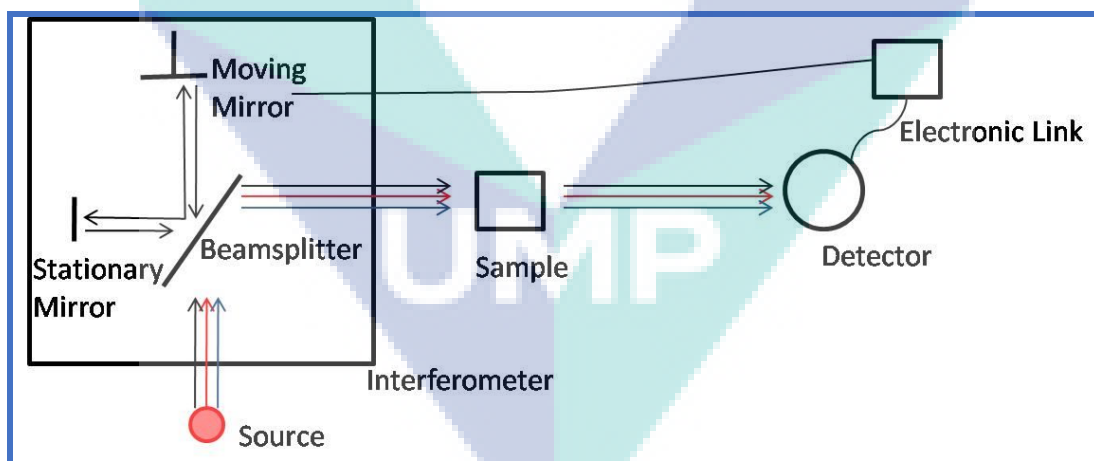 Moving
Mirror
Electronic Link
Beamsplitter
Stationary
Mirror
Sample
Detector
UMP
Interferometer
Source